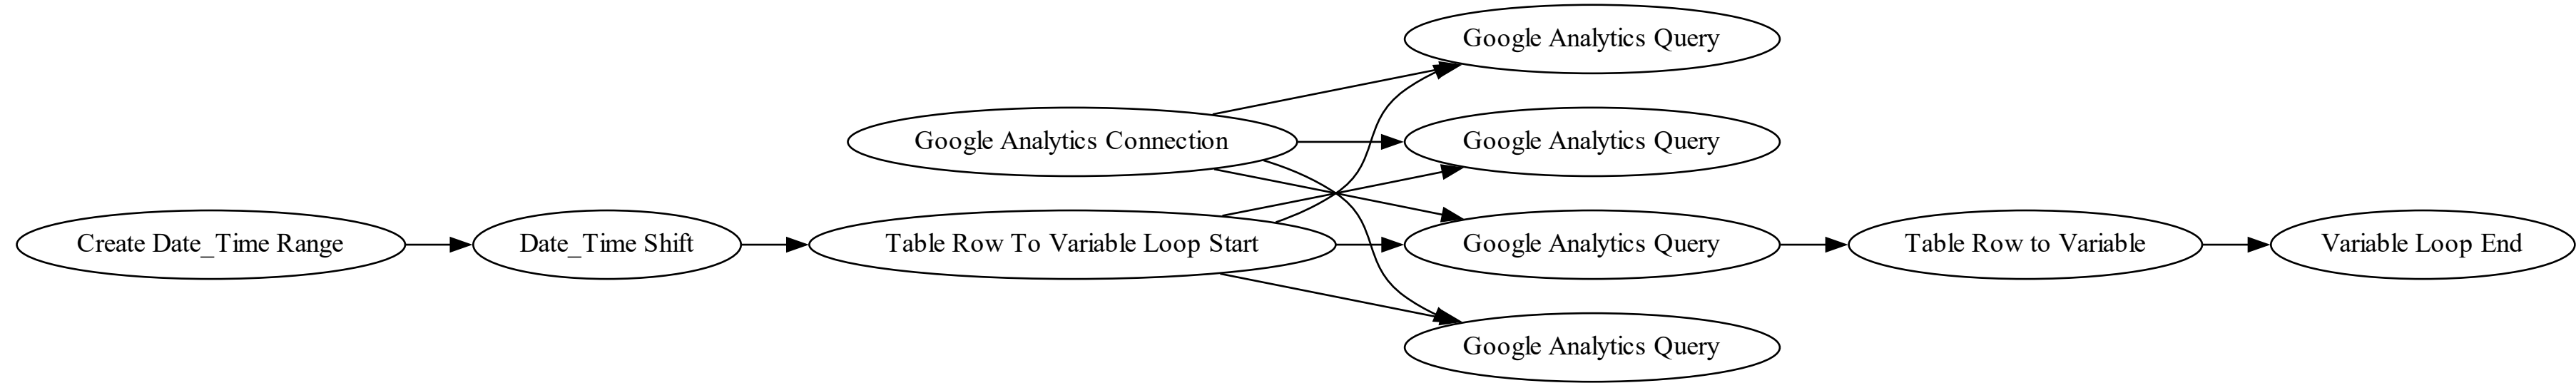 Google Analytics Query
Google Analytics Connection
Google Analytics Query
Create Date_Time Range
Date_Time Shift
Table Row To Variable Loop Start
Google Analytics Query
Table Row to Variable
Variable Loop End
Google Analytics Query